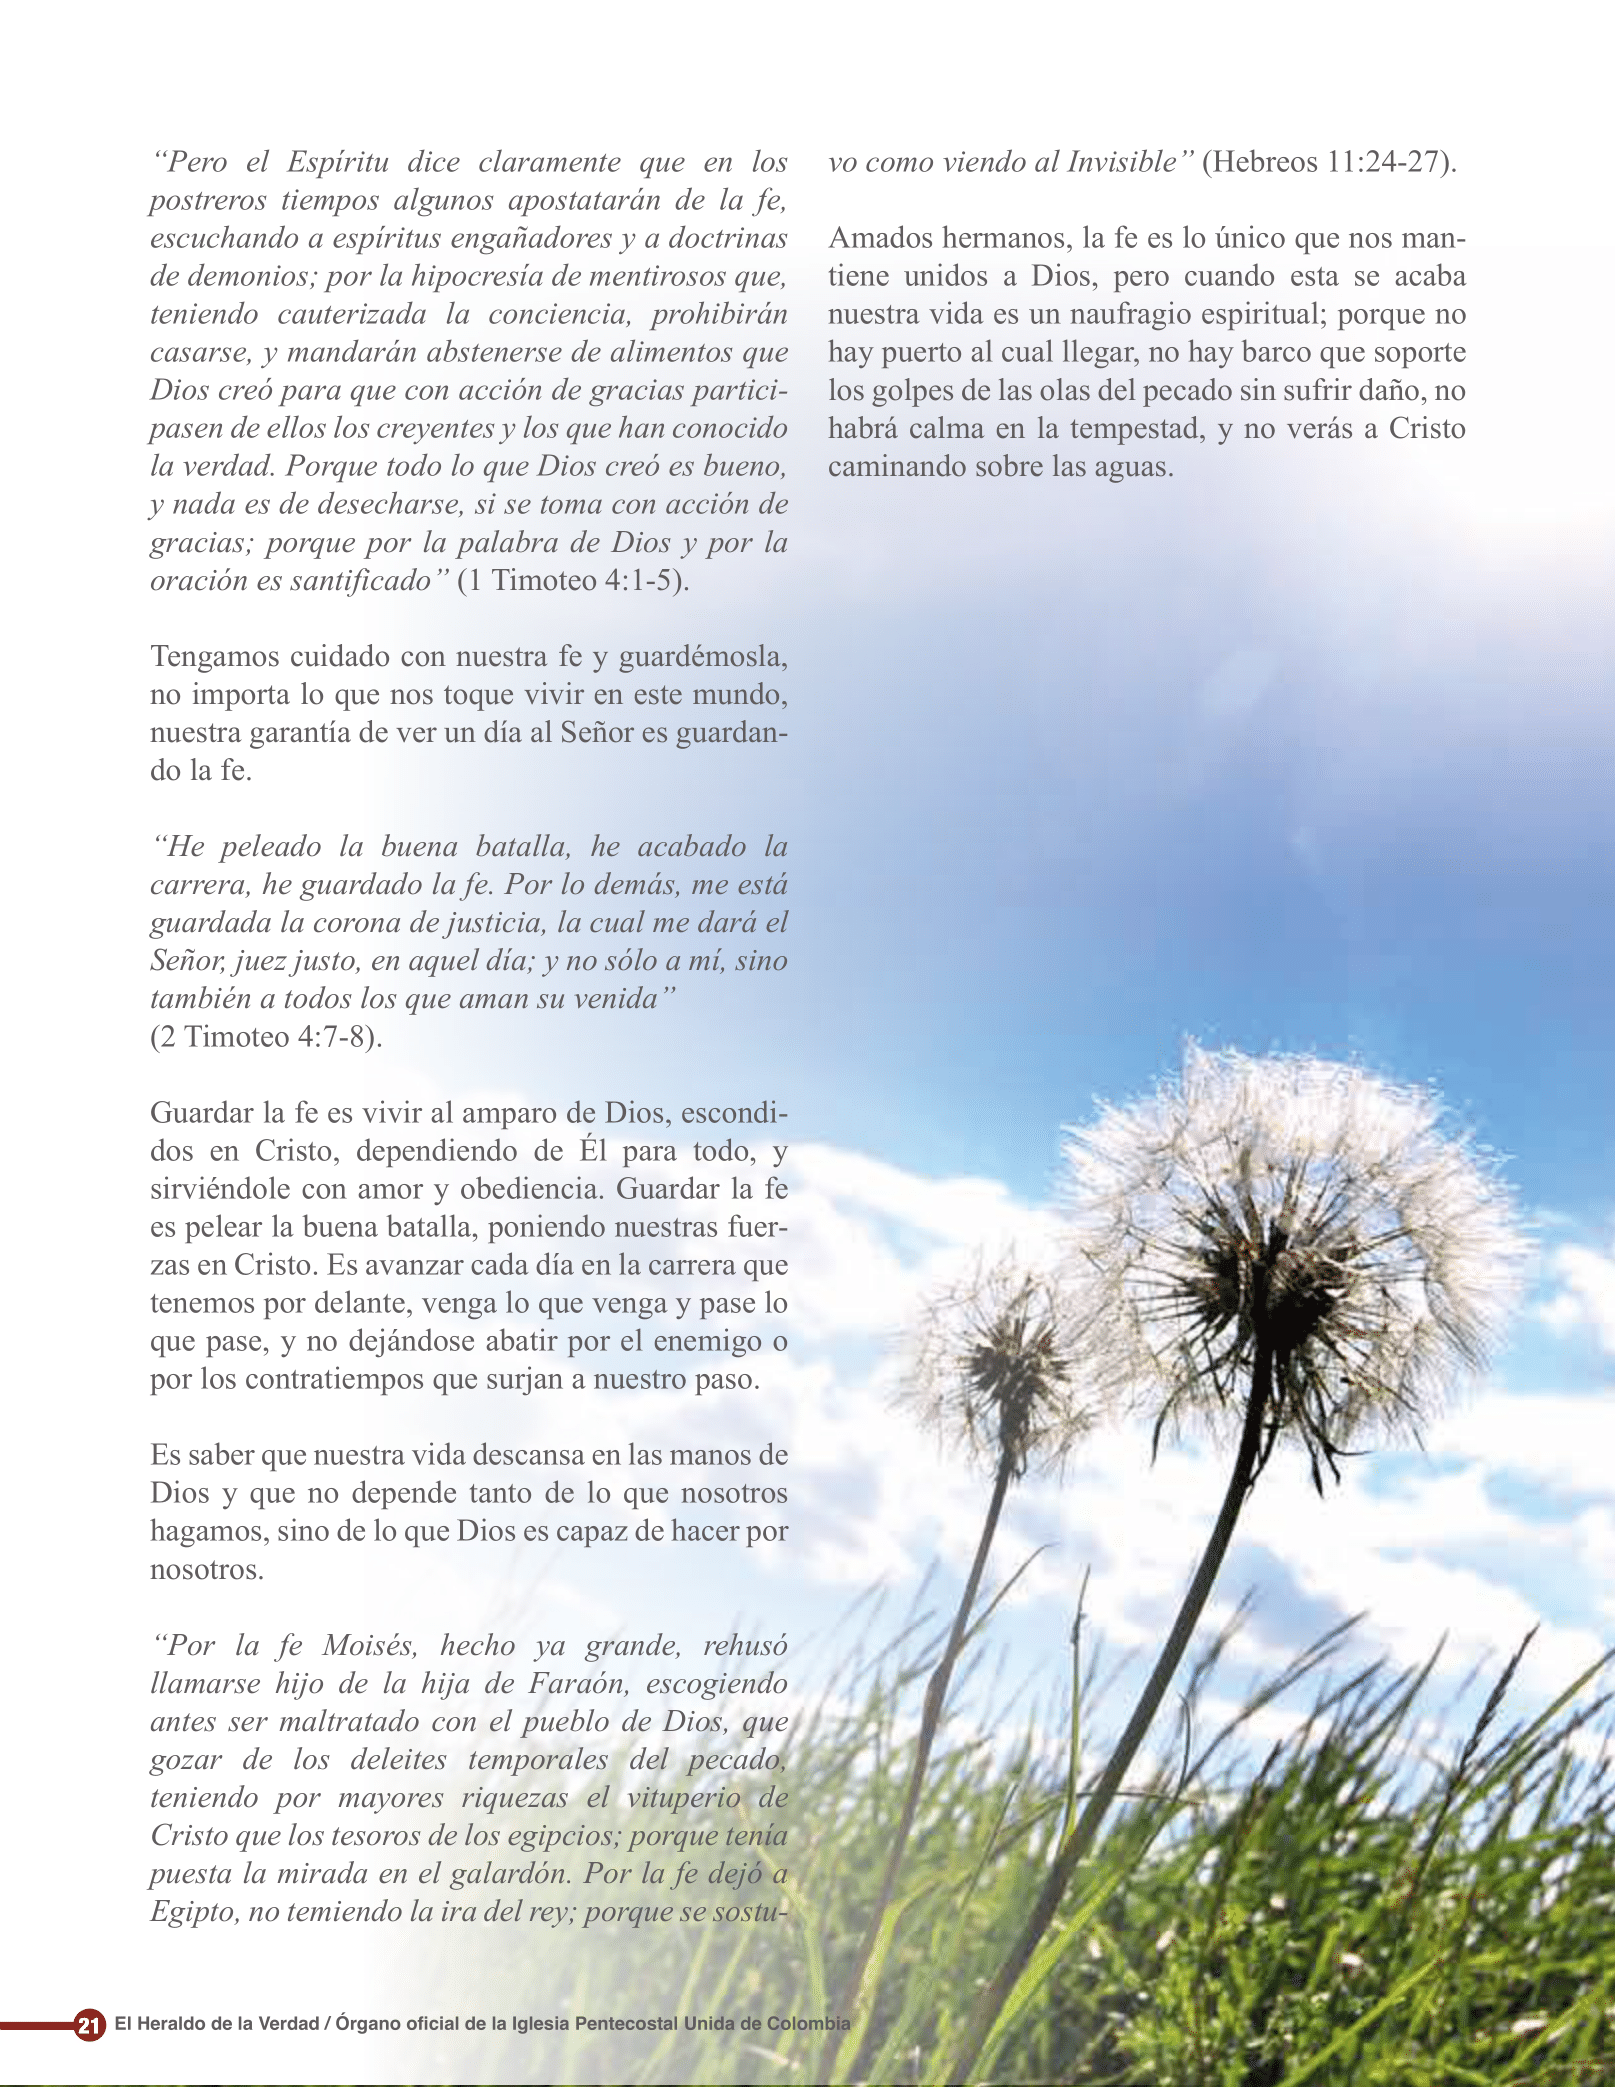 “Pero el Espíritu dice claramente que en los
postreros tiempos algunos apostatarán de la fe,
escuchando a espíritus engañadores y a doctrinas
de demonios; por la hipocresía de mentirosos que,
teniendo cauterizada la conciencia, prohibirán
casarse, y mandarán abstenerse de alimentos que
Dios creó para que con acción de gracias partici-
pasen de ellos los creyentes y los que han conocido
la verdad. Porque todo lo que Dios creó es bueno,
y nada es de desecharse, si se toma con acción de
gracias; porque por la palabra de Dios y por la
oración es santificado” (1 Timoteo 4:1-5).
Tengamos cuidado con nuestra fe y guardémosla,
no importa lo que nos toque vivir en este mundo,
nuestra garantía de ver un día al Señor es guardan-
do la fe.
“He peleado la buena batalla, he acabado la
carrera, he guardado la fe. Por lo demás, me está
guardada la corona de justicia, la cual me dará el
Señor, juez justo, en aquel día; y no sólo a mí, sino
también a todos los que aman su venida”
(2 Timoteo 4:7-8).
Guardar la fe es vivir al amparo de Dios, escondi-
dos en Cristo, dependiendo de Él para todo, y
sirviéndole con amor y obediencia. Guardar la fe
es pelear la buena batalla, poniendo nuestras fuer-
zas en Cristo. Es avanzar cada día en la carrera que
tenemos por delante, venga lo que venga y pase lo
que pase, y no dejándose abatir por el enemigo o
por los contratiempos que surjan a nuestro paso.
Es saber que nuestra vida descansa en las manos de
Dios y que no depende tanto de lo que nosotros
hagamos, sino de lo que Dios es capaz de hacer por
nosotros.
“Por la fe Moisés, hecho ya grande, rehusó
llamarse hijo de la hija de Faraón, escogiendo
antes ser maltratado con el pueblo de Dios, que
gozar de los deleites temporales del pecado,
teniendo por mayores riquezas el vituperio de
Cristo que los tesoros de los egipcios; porque tenía
puesta la mirada en el galardón. Por la fe dejó a
Egipto, no temiendo la ira del rey; porque se sostu-
vo como viendo al Invisible” (Hebreos 11:24-27).
Amados hermanos, la fe es lo único que nos man-
tiene unidos a Dios, pero cuando esta se acaba
nuestra vida es un naufragio espiritual; porque no
hay puerto al cual llegar, no hay barco que soporte
los golpes de las olas del pecado sin sufrir daño, no
habrá calma en la tempestad, y no verás a Cristo
caminando sobre las aguas.
21 El Heraldo de la Verdad / Órgano oficial de la Iglesia Pentecostal Unida de Colombia